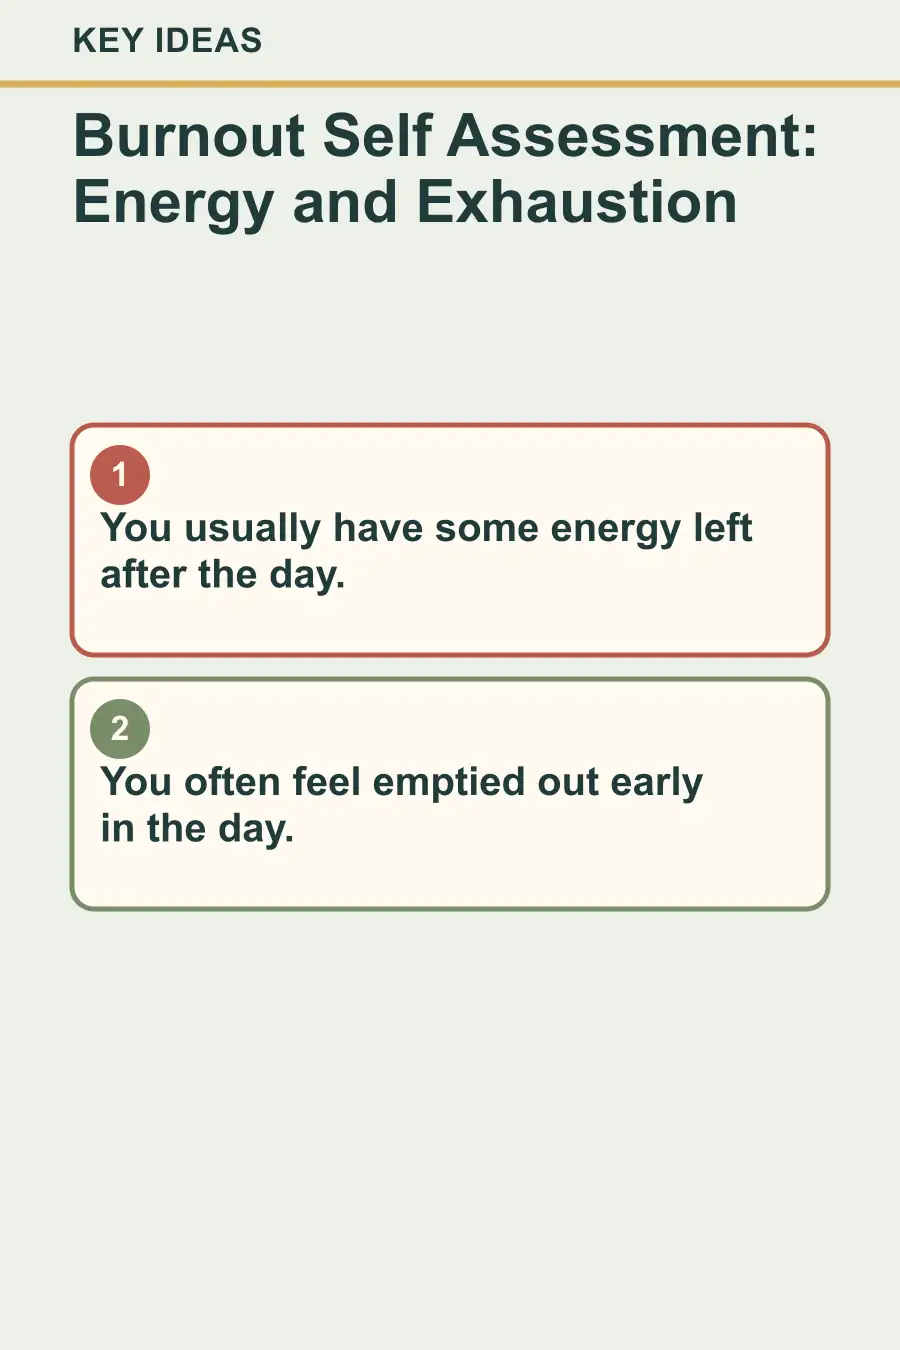 KEY IDEAS
Burnout Self Assessment:
Energy and Exhaustion
1
You usually have some energy left
after the day.
2
You often feel emptied out early
in the day.